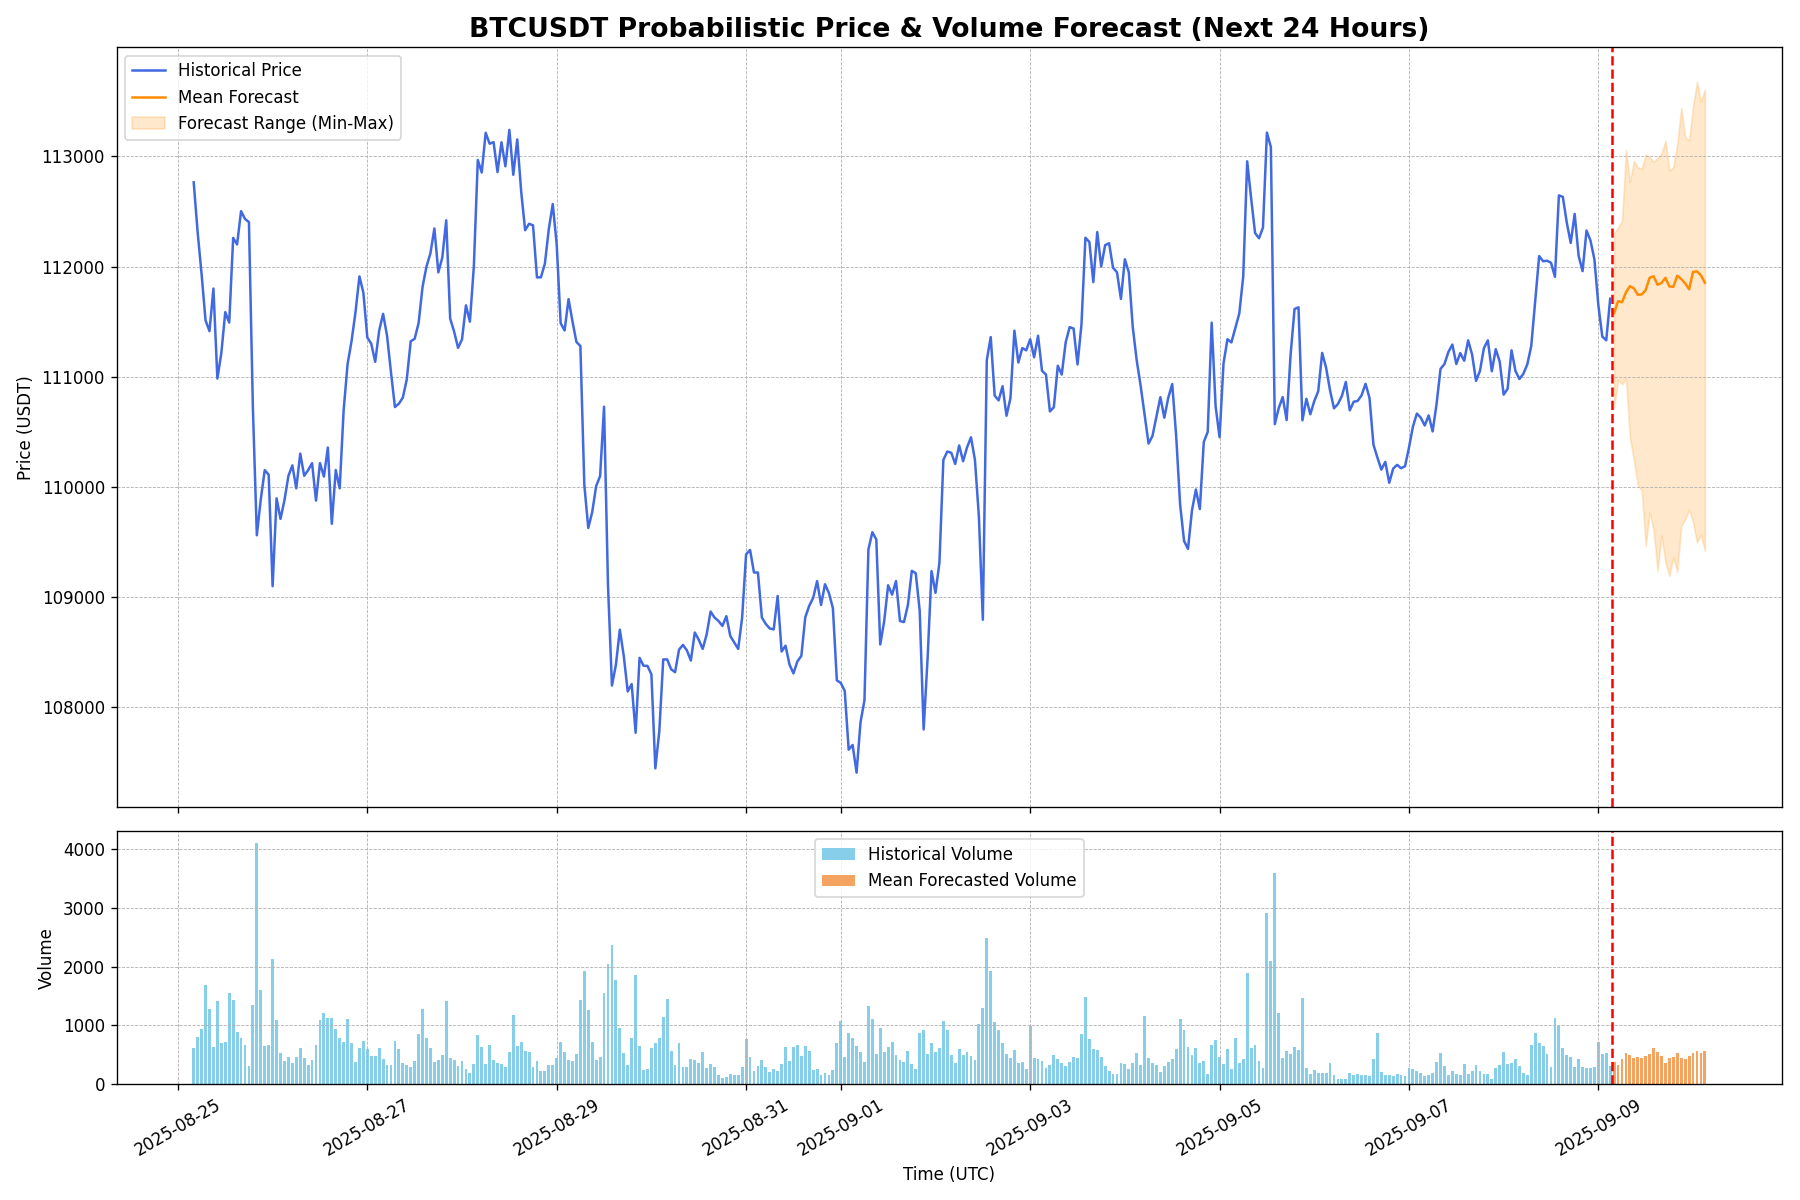 BTCUSDT Probabilistic Price & Volume Forecast (Next 24 Hours)
Historical Price
Mean Forecast
Forecast Range (Min-Max)
113000
112000
111000
110000
109000
108000
Price (USDT)
Historical Volume
Mean Forecasted Volume
4000
3000
2000
1000
0
Volume
2025-08-25
2025-08-27
2025-08-29
2025-08-31
2025-09-01
2025-09-03
2025-09-05
2025-09-07
2025-09-09
Time (UTC)